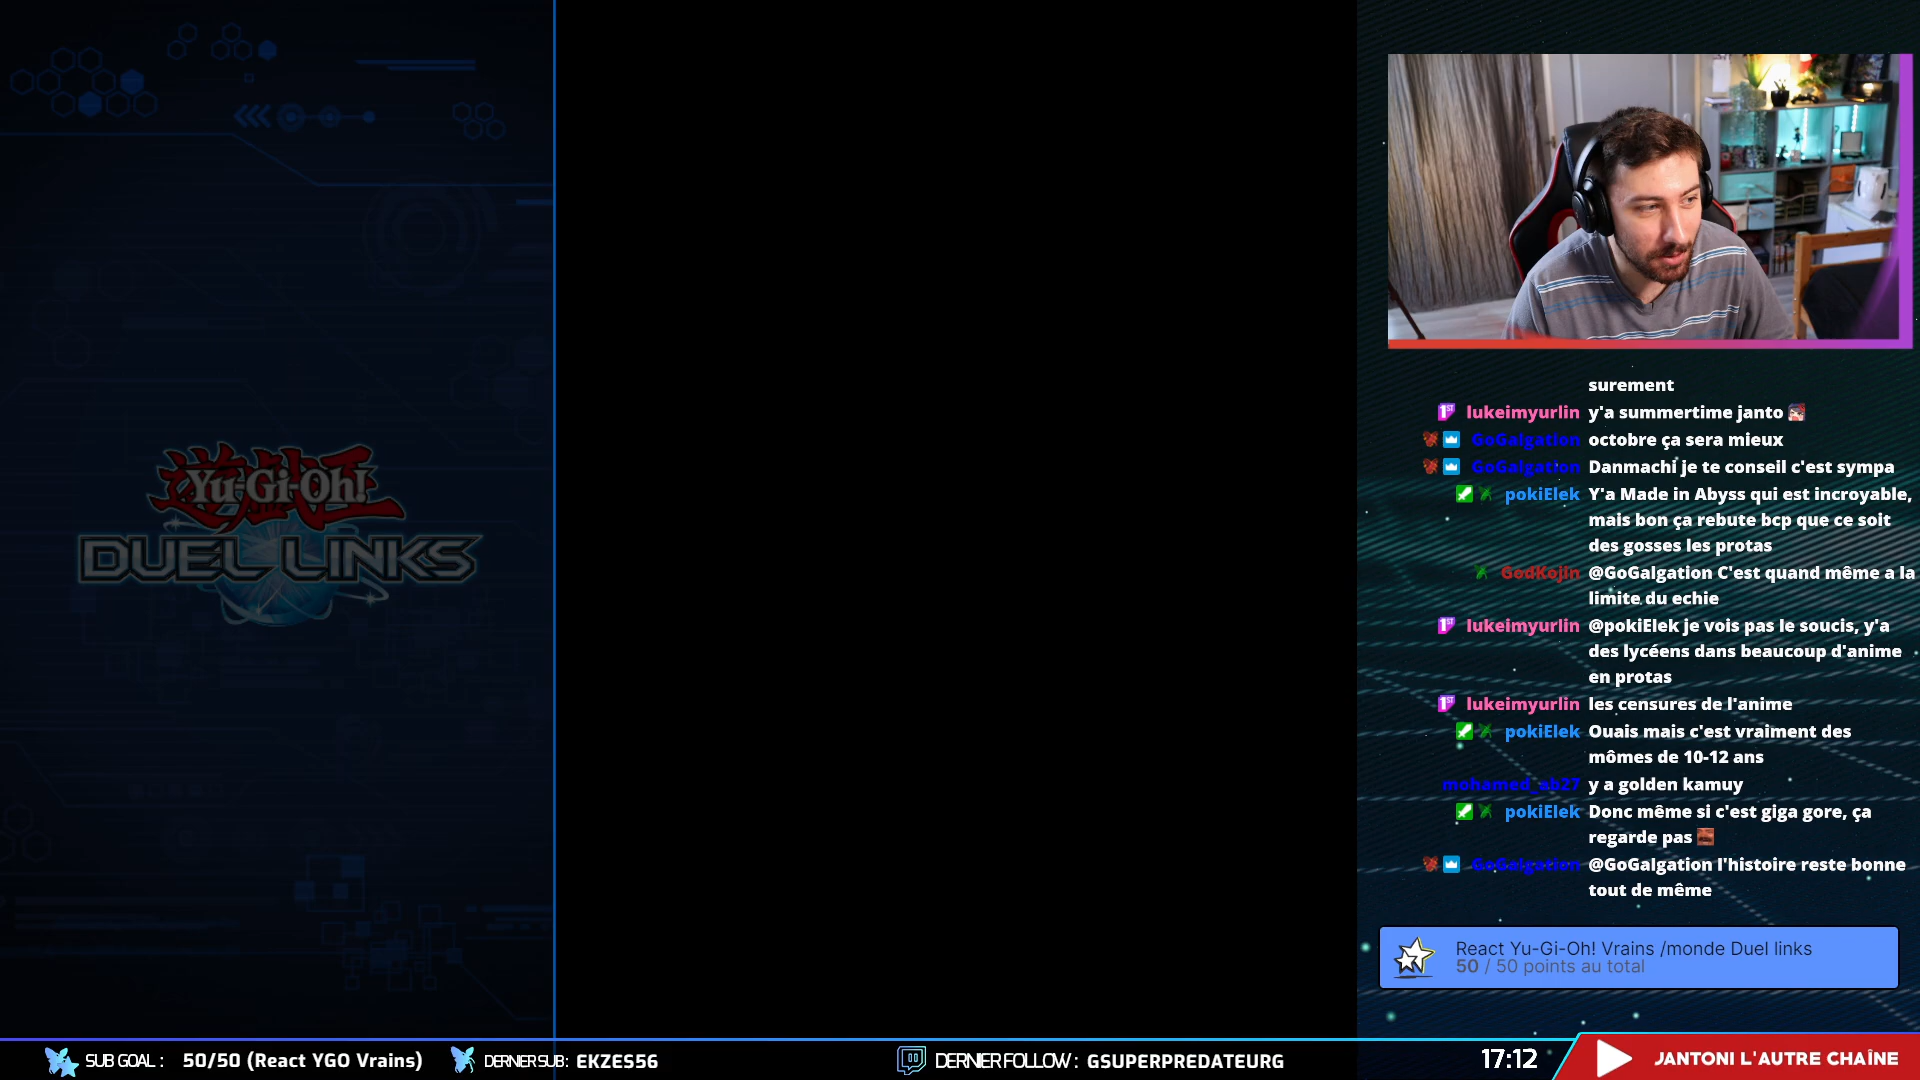 遊戯王
Yu-Gi-Oh!
DUEL LINKS
surement
1ST lukeimyurlin y'a summertime janto
GoGalgation octobre ça sera mieux
GoGalgation Danmachi je te conseil c'est sympa
pokiElek Y'a Made in Abyss qui est incroyable,
mais bon ça rebute bcp que ce soit
des gosses les protas
GodKojin @GoGalgation C'est quand même a la
limite du echie
1ST lukeimyurlin @pokiElek je vois pas le soucis, y'a
des lycéens dans beaucoup d'anime
en protas
1ST lukeimyurlin les censures de l'anime
pokiElek Ouais mais c'est vraiment des
mômes de 10-12 ans
mohamed_ab27 y a golden kamuy
pokiElek Donc même si c'est giga gore, ça
regarde pas
GoGalgation @GoGalgation l'histoire reste bonne
tout de même
React Yu-Gi-Oh! Vrains /monde Duel links
50 / 50 points au total
SUB GOAL : 50/50 (React YGO Vrains) DERNIER SUB : EKZES56 DERNIER FOLLOW : GSUPERPREDATEURG 17:12 JANTONI L'AUTRE CHAÎNE